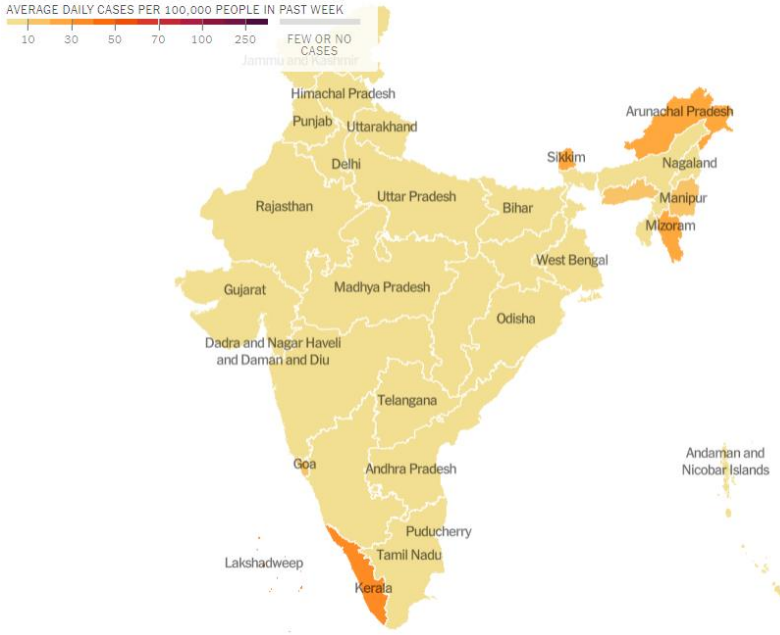 AVERAGE DAILY CASES PER 100,000 PEOPLE IN PAST WEEK
10 30 50 70 100 250 FEW OR NO
CASES
Jammu and Kashmir
Himachal Pradesh
Punjab
Uttarakhand
Delhi
Arunachal Pradesh
Sikkim
Nagaland
Uttar Pradesh
Manipur
Rajasthan
Bihar
Mizoram
West Bengal
Gujarat
Madhya Pradesh
Odisha
Dadra and Nagar Haveli
and Daman and Diu
Telangana
Goa
Andhra Pradesh
Andaman and
Nicobar Islands
Puducherry
Tamil Nadu
Lakshadweep
Kerala